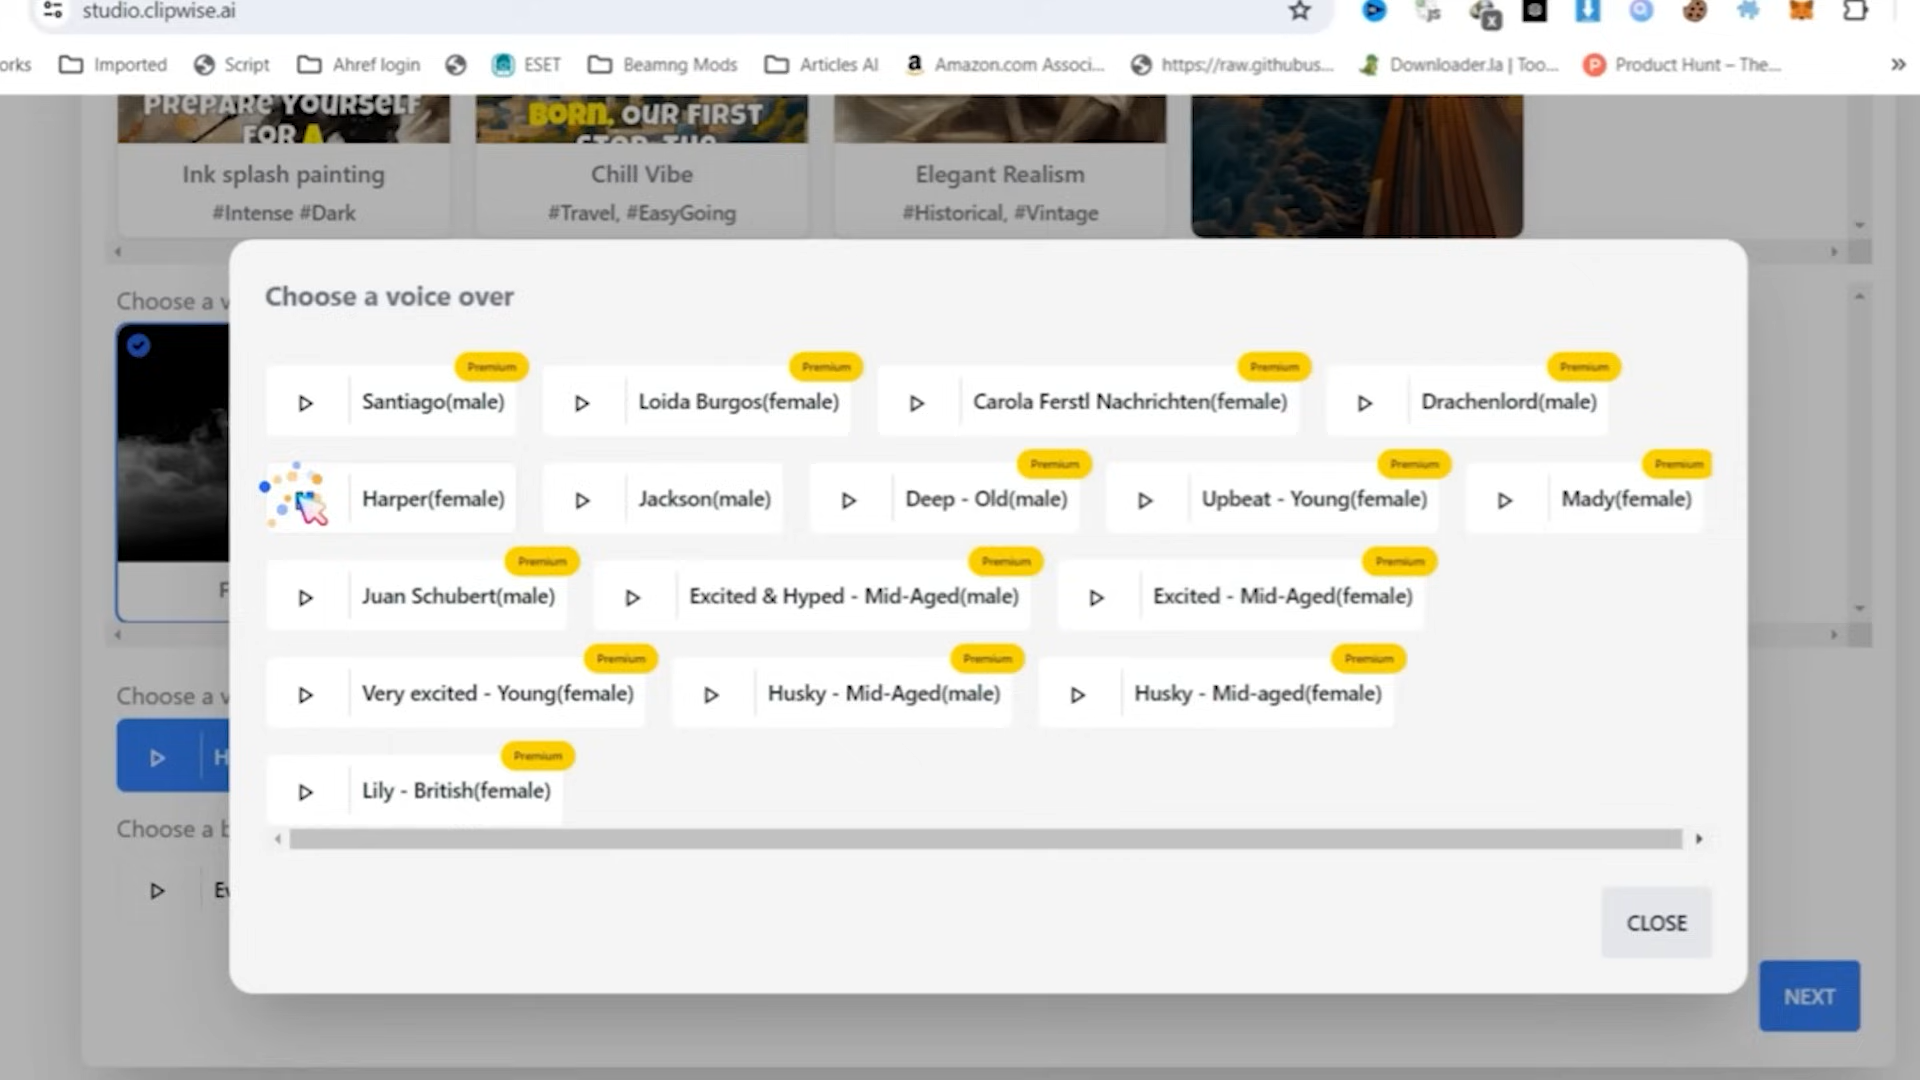 studio.clipwise.ai
orks Imported Script Ahref login ESET Beamng Mods Articles AI Amazon.com Associ... https://raw.githubus... Downloader.la | Too... Product Hunt – The... »
PREPARE YOURSELF
FOR A
BORN, OUR FIRST
STOP, THE
Ink splash painting
#Intense #Dark
Chill Vibe
#Travel, #EasyGoing
Elegant Realism
#Historical, #Vintage
Choose a v
F
Choose a v
H
Choose a b
Ev
Choose a voice over
Premium Premium Premium Premium
Santiago(male) Loida Burgos(female) Carola Ferstl Nachrichten(female) Drachenlord(male)
Premium Premium Premium
Harper(female) Jackson(male) Deep - Old(male) Upbeat - Young(female) Mady(female)
Premium Premium Premium
Juan Schubert(male) Excited & Hyped - Mid-Aged(male) Excited - Mid-Aged(female)
Premium Premium Premium
Very excited - Young(female) Husky - Mid-Aged(male) Husky - Mid-aged(female)
Premium
Lily - British(female)
CLOSE
NEXT